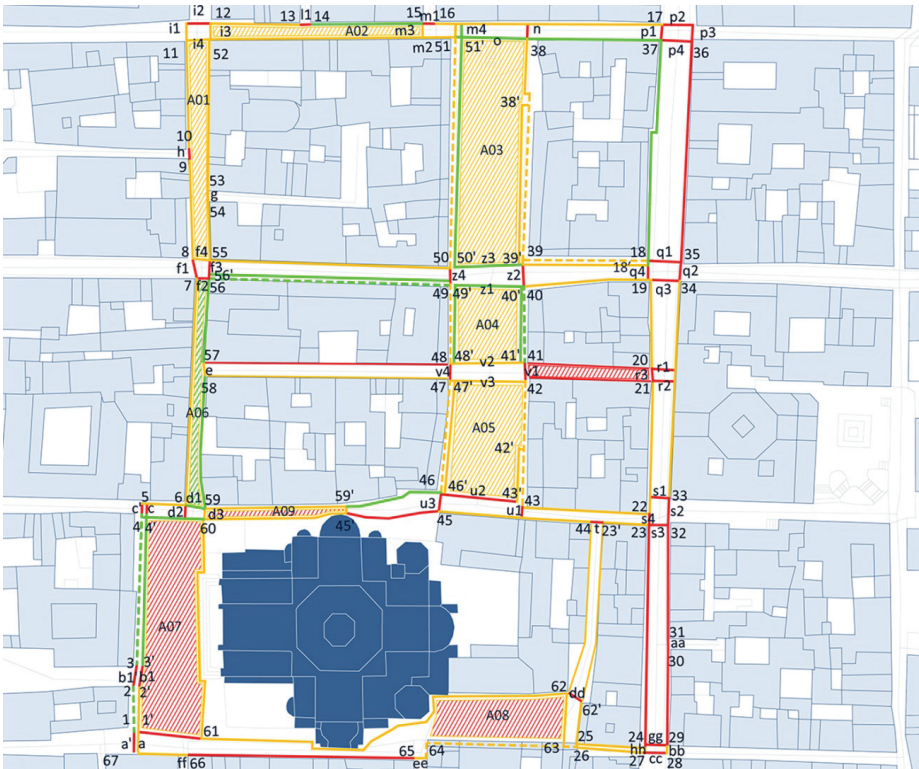 i2 12 13 l1 14 15 m1 16 17 p2
i1 i3 A02 m3 m4 n p1 p3
11 i4 52 m2 51 51' o 38 37 p4 36
A01 38'
10
h A03
9
53
g
54
8 f4 55 50 50' z3 39' 39 18 q1 35
f1 f3 z4 z2 18' q4 q2
7 f2 56' 56 49 49' z1 40' 40 19 q3 34
A04
57 48 48' v2 41' 41 20 r1
e v4 v1 r3
58 47 47' v3 42 21 r2
A06 A05
42'
46
5 6 d1 59 59' 46' u2 43' 43 s1 33
c' c d2 d3 A09 u3 u1 22 s2
4 4' 60 45' 45 44 t 23' s4 23 s3 32
A07
31
aa
30
3 3'
b1' b1
2 2' 62 dd
62'
1 1' 61 A08
a' a 65 64 63 25 24 gg 29
67 ff 66 ee 26 hh bb
27 cc 28